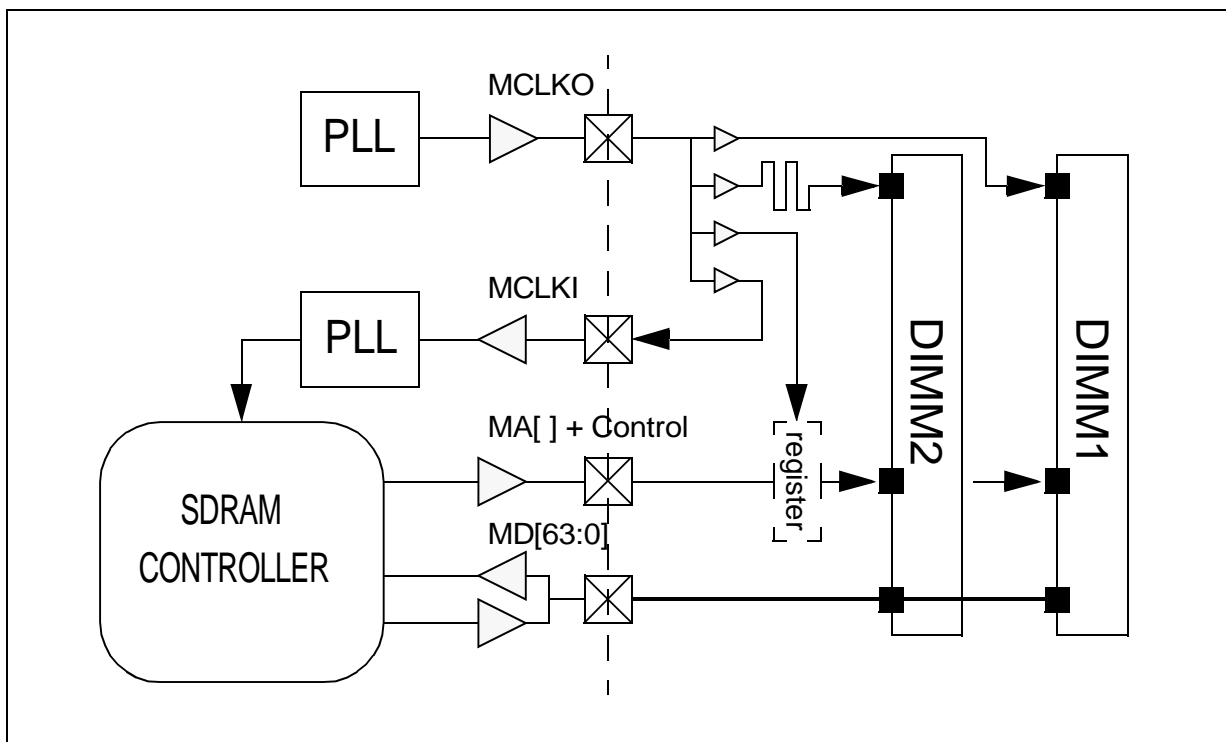 MCLKO
PLL
MCLKI
PLL
DIMM2
DIMM1
MA[ ] + Control
register
SDRAM
CONTROLLER
MD[63:0]